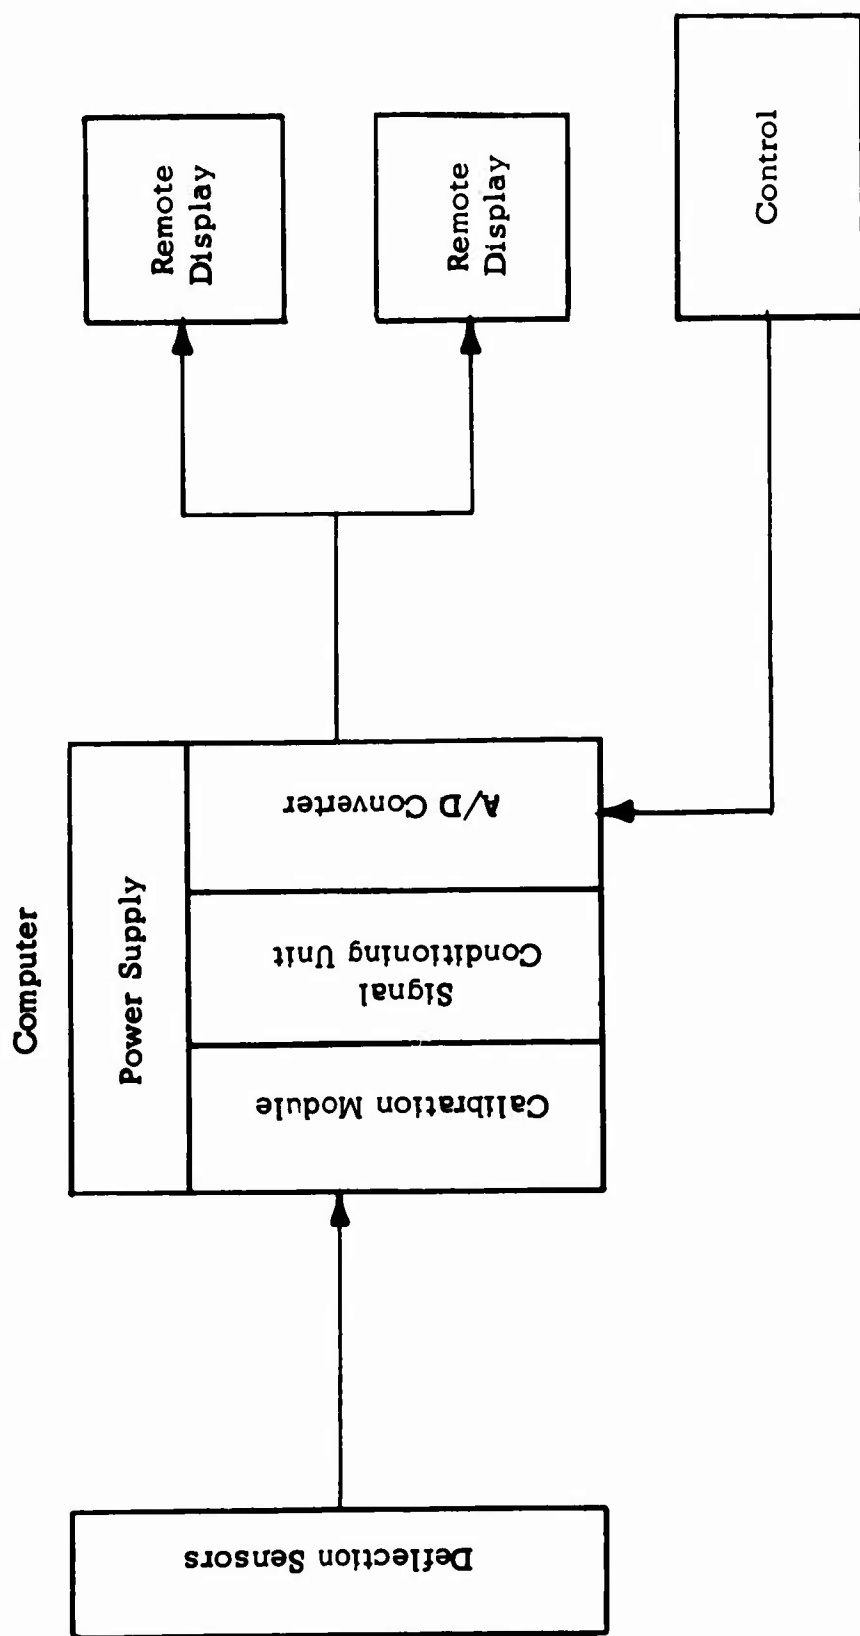 Computer
Power Supply
Deflection Sensors
Calibration Module
Signal
Conditioning Unit
A/D Converter
Remote
Display
Remote
Display
Control